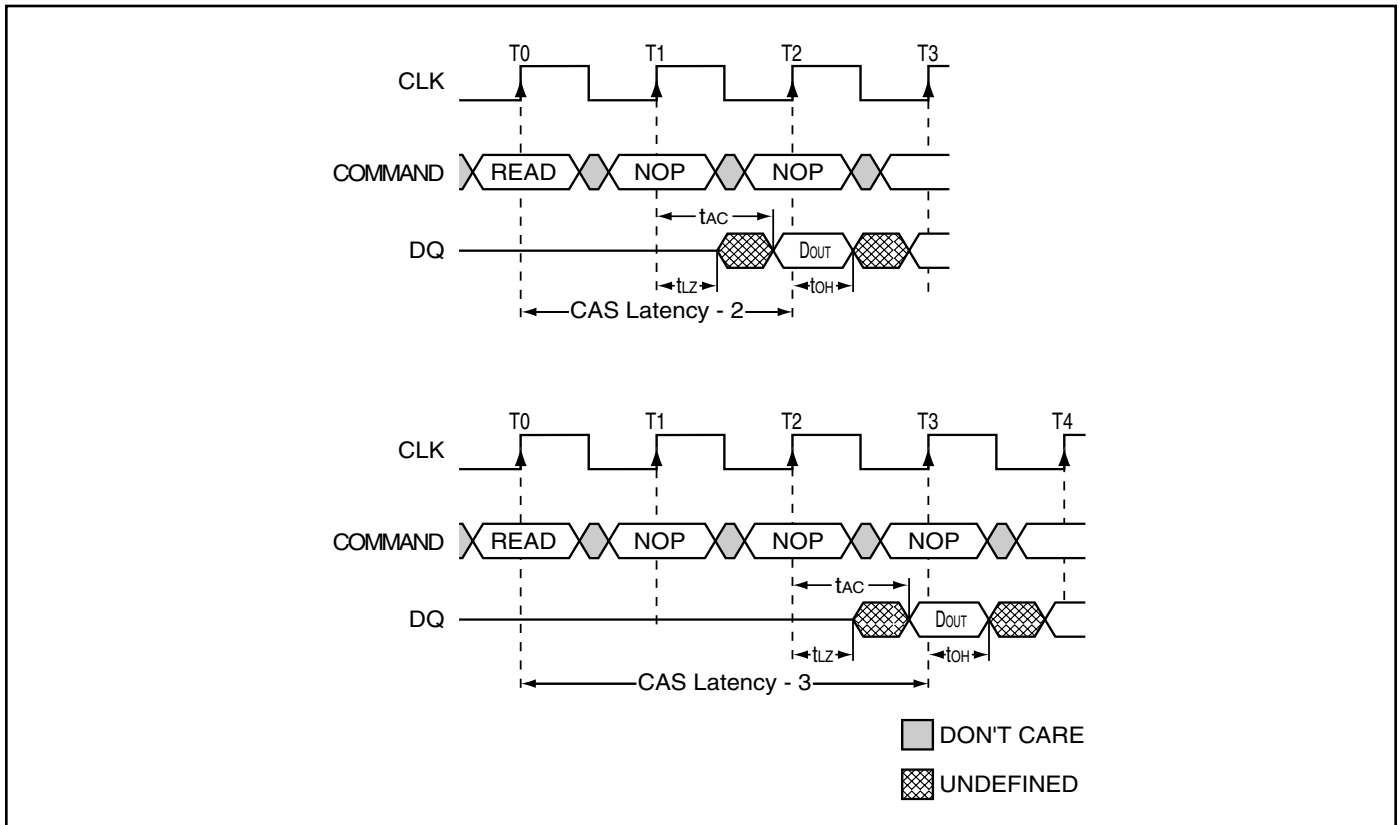 T0 T1 T2 T3
CLK
COMMAND READ NOP NOP
tAC
DQ DOUT
tLZ tOH
CAS Latency - 2
T0 T1 T2 T3 T4
CLK
COMMAND READ NOP NOP NOP
tAC
DQ DOUT
tLZ tOH
CAS Latency - 3
DON'T CARE
UNDEFINED